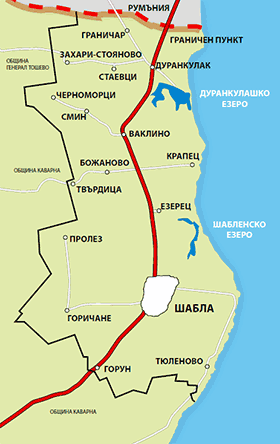 РУМЪНИЯ
ГРАНИЧАР
ГРАНИЧЕН ПУНКТ
ЗАХАРИ-СТОЯНОВО
ОБЩИНА
ГЕНЕРАЛ ТОШЕВО
ДУРАНКУЛАК
СТАЕВЦИ
ЧЕРНОМОРЦИ
ДУРАНКУЛАШКО
ЕЗЕРО
СМИН
ВАКЛИНО
КРАПЕЦ
БОЖАНОВО
ОБЩИНА КАВАРНА
ТВЪРДИЦА
ЕЗЕРЕЦ
ШАБЛЕНСКО
ЕЗЕРО
ПРОЛЕЗ
ШАБЛА
ГОРИЧАНЕ
ТЮЛЕНОВО
ГОРУН
ОБЩИНА КАВАРНА